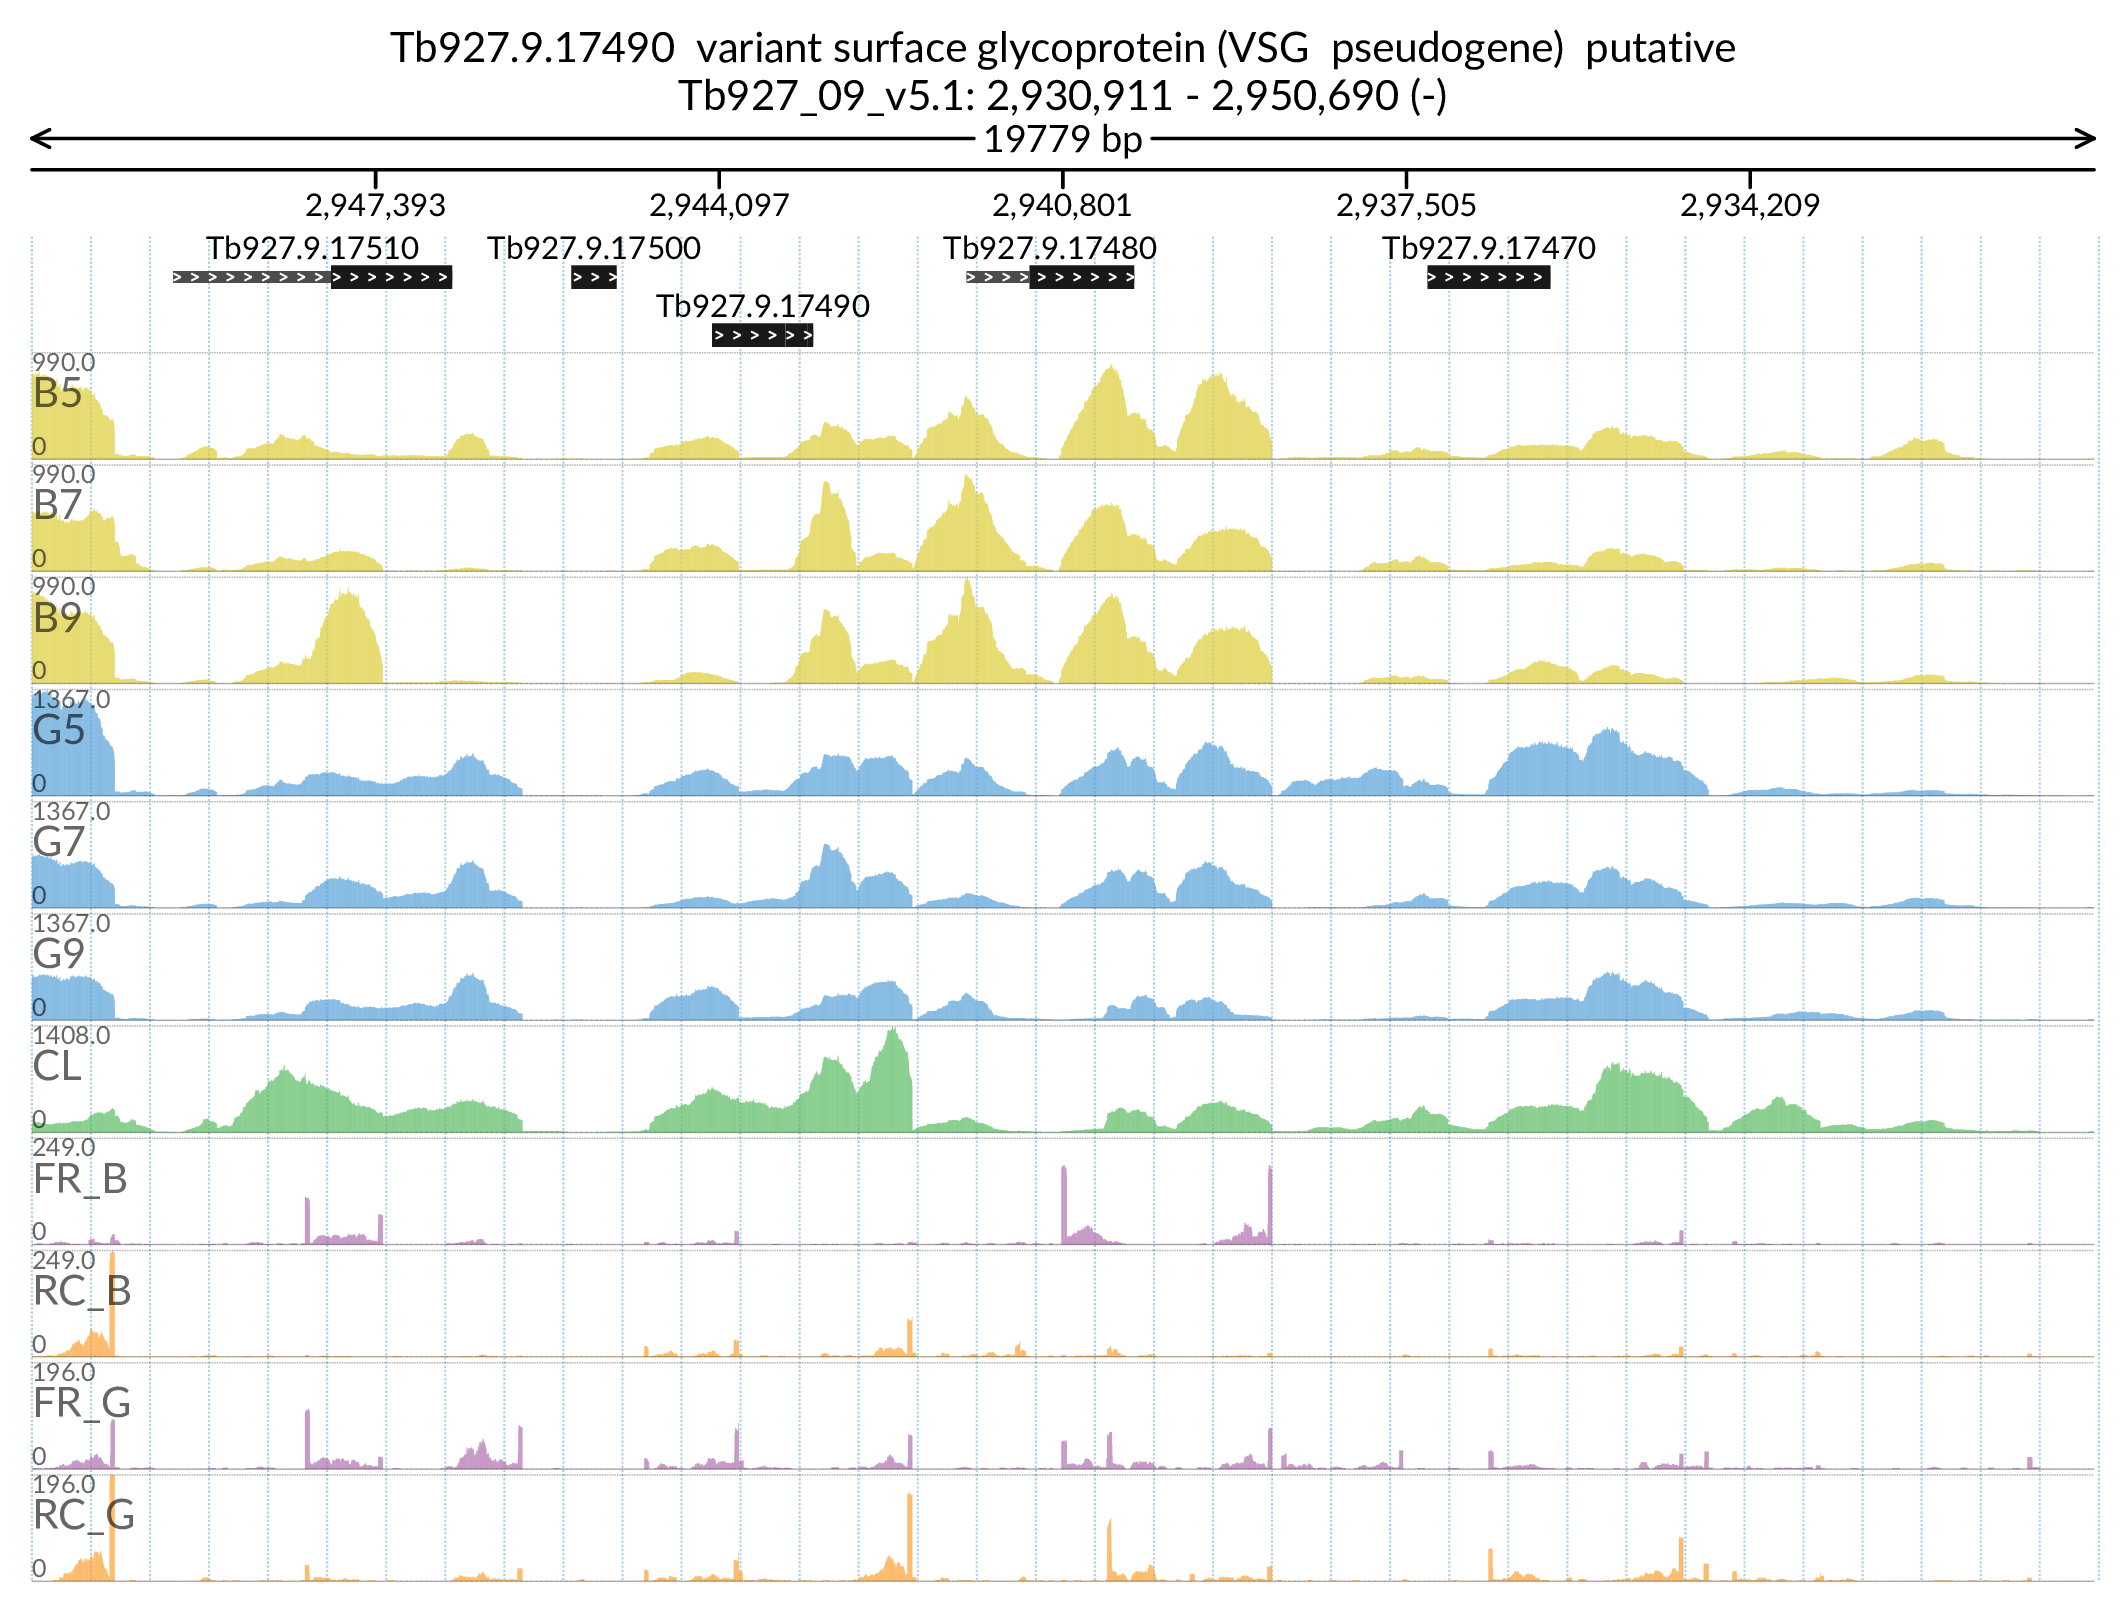 Tb927.9.17490 variant surface glycoprotein (VSG pseudogene) putative
Tb927_09_v5.1: 2,930,911 - 2,950,690 (-)
19779 bp
2,947,393 2,944,097 2,940,801 2,937,505 2,934,209
Tb927.9.17510 Tb927.9.17500 Tb927.9.17480 Tb927.9.17470
Tb927.9.17490
990.0
B5
0
990.0
B7
0
990.0
B9
0
1367.0
G5
0
1367.0
G7
0
1367.0
G9
0
1408.0
CL
0
249.0
FR_B
0
249.0
RC_B
0
196.0
FR_G
0
196.0
RC_G
0